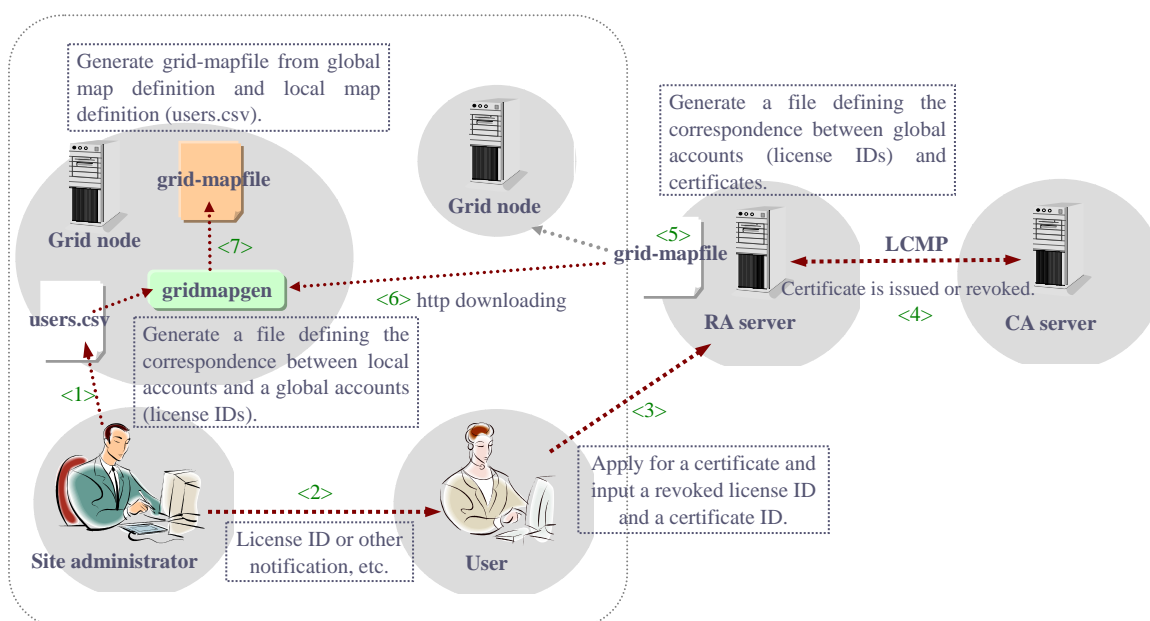 Generate grid-mapfile from global
map definition and local map
definition (users.csv).
Generate a file defining the
correspondence between global
accounts (license IDs) and
certificates.
grid-mapfile
Grid node
Grid node
<7>
<5>
grid-mapfile
LCMP
gridmapgen
<6> http downloading
Certificate is issued or revoked.
<4>
users.csv
RA server
CA server
Generate a file defining the
correspondence between local
accounts and a global accounts
(license IDs).
<1>
<3>
Apply for a certificate and
input a revoked license ID
and a certificate ID.
<2>
License ID or other
notification, etc.
Site administrator
User